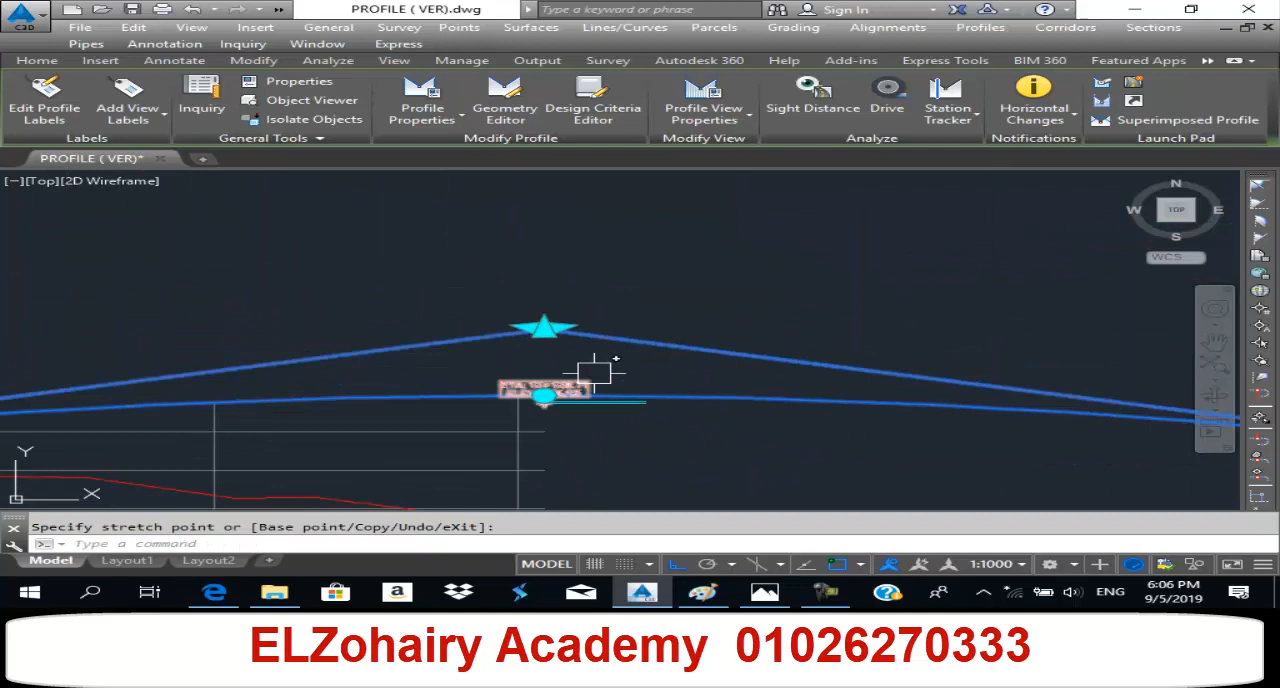 PROFILE ( VER).dwg
Type a keyword or phrase
Sign In
C3D
File Edit View Insert General Survey Points Surfaces Lines/Curves Parcels Grading Alignments Profiles Corridors Sections
Pipes Annotation Inquiry Window Express
Home Insert Annotate Modify Analyze View Manage Output Survey Autodesk 360 Help Add-ins Express Tools BIM 360 Featured Apps
Edit Profile Labels
Add View Labels
Inquiry
Properties
Object Viewer
Isolate Objects
Profile Properties
Geometry Editor
Design Criteria Editor
Profile View Properties
Sight Distance
Drive
Station Tracker
Horizontal Changes
Superimposed Profile
Labels General Tools Modify Profile Modify View Analyze Notifications Launch Pad
PROFILE ( VER)*
[−][Top][2D Wireframe]
N
W TOP E
S
WCS
Y
X
Specify stretch point or [Base point/Copy/Undo/eXit]:
Type a command
Model Layout1 Layout2
MODEL
1:1000
ENG
6:06 PM
9/5/2019
ELZohairy Academy 01026270333